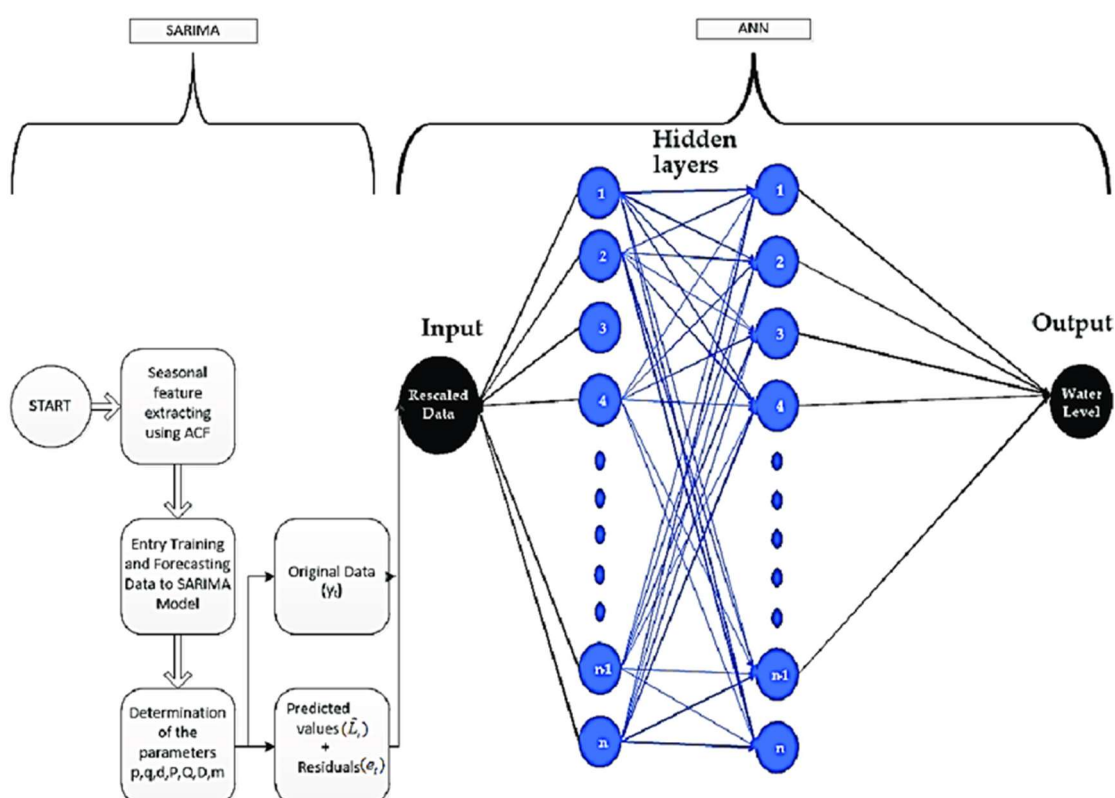 SARIMA
ANN
Hidden
layers
Input
Output
START
Seasonal
feature
extracting
using ACF
Entry Training
and Forecasting
Data to SARIMA
Model
Determination
of the
parameters
p,q,d,P,Q,D,m
Original Data
(yₜ)
Predicted
values(L̂ₜ)
+
Residuals(eₜ)
Rescaled
Data
1
2
3
4
n-1
n
1
2
3
4
n-1
n
Water
Level